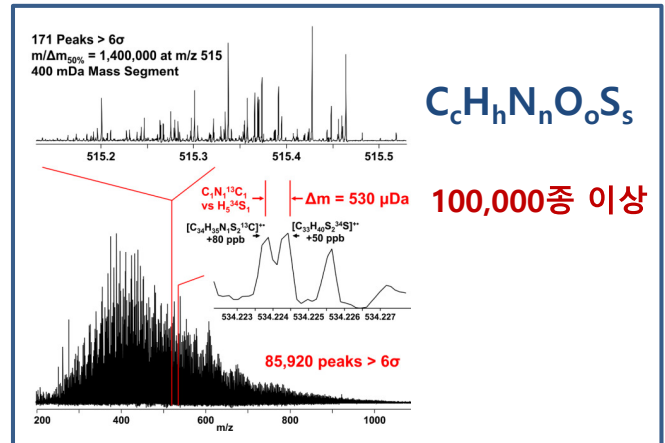 171 Peaks > 6σ
m/Δm50% = 1,400,000 at m/z 515
400 mDa Mass Segment
515.2 515.3 515.4 515.5
CcHhNnOoSs
100,000종 이상
C₁N₁¹³C₁
vs H₅³⁴S₁
Δm = 530 µDa
[C₃₄H₃₅N₁S₂¹³C]⁺•
+80 ppb
[C₃₃H₄₀S₂³⁴S]⁺•
+50 ppb
534.223 534.224 534.225 534.226 534.227
85,920 peaks > 6σ
200 400 600 800 1000
m/z